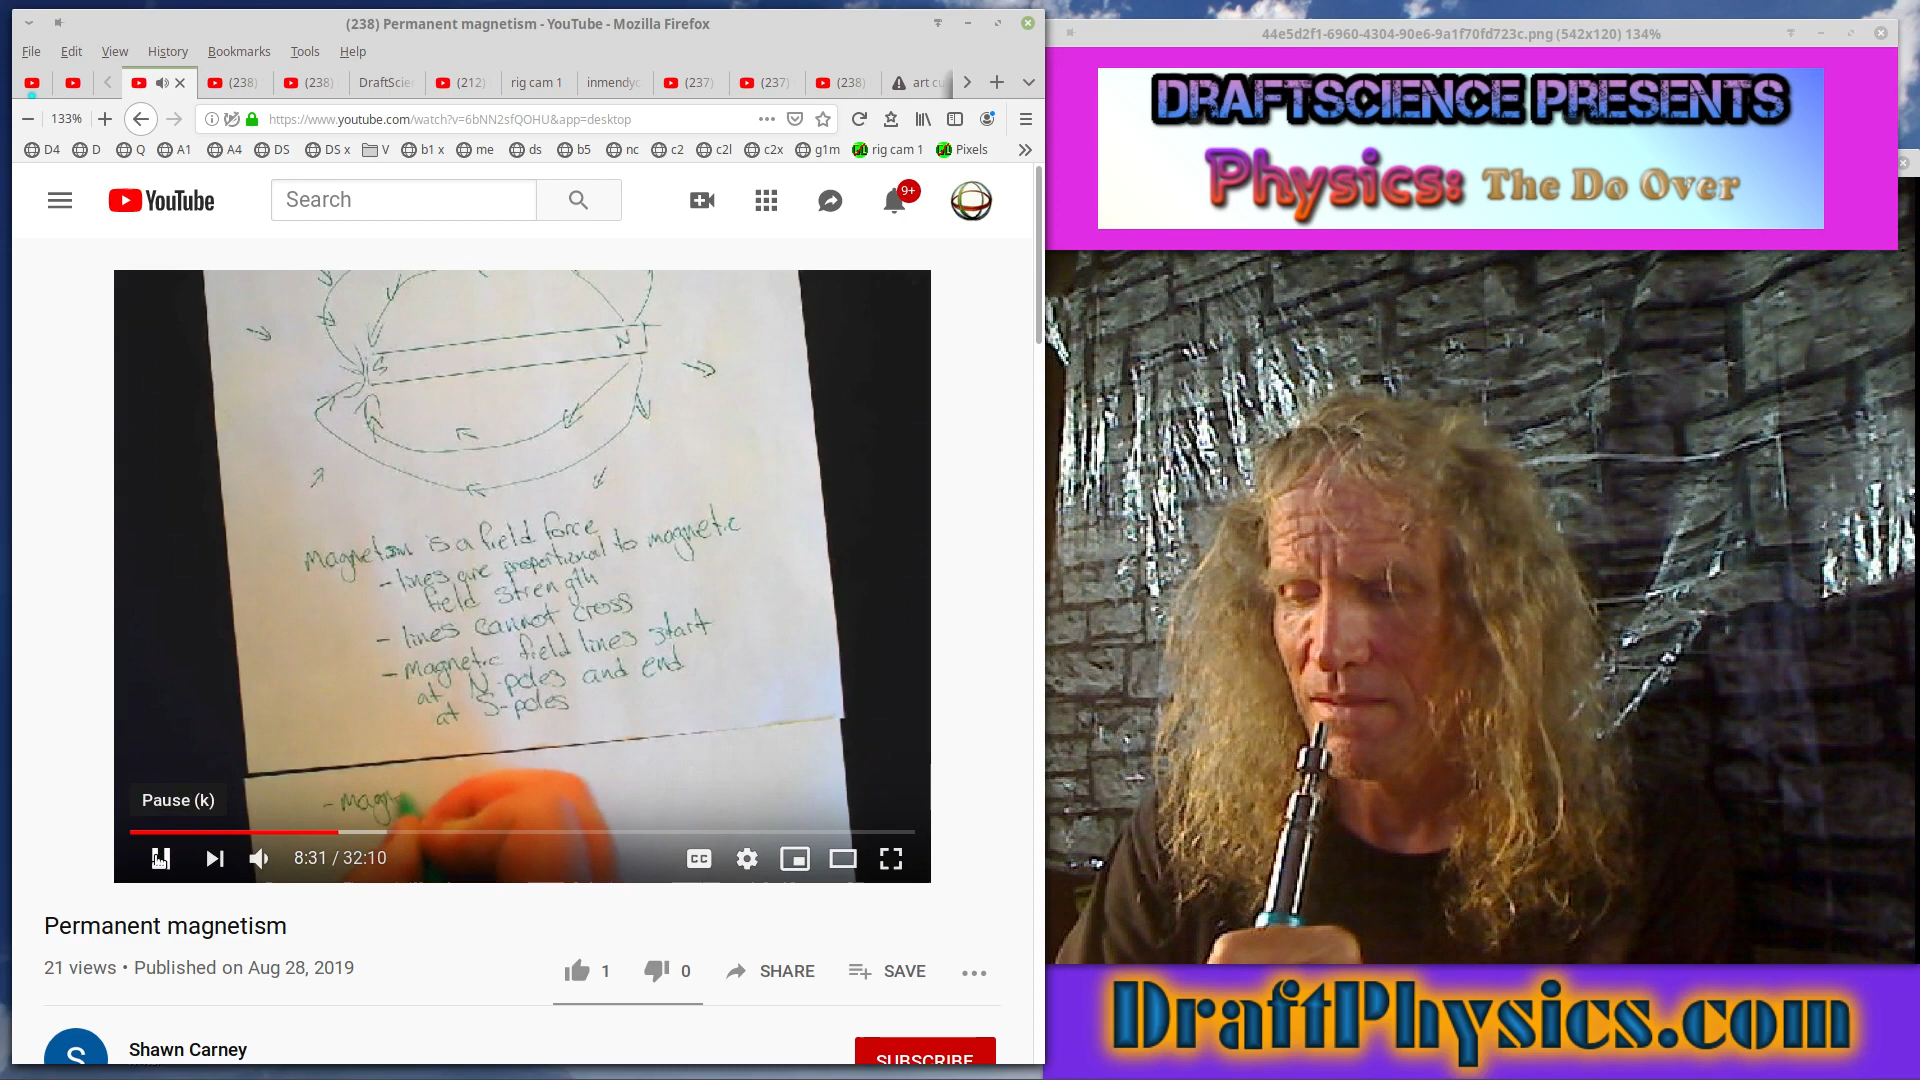 (238) Permanent magnetism - YouTube - Mozilla Firefox
File Edit View History Bookmarks Tools Help
(238) (238) DraftScien (212) rig cam 1 inmendyc (237) (237) (238) art cu
133% https://www.youtube.com/watch?v=6bNN2sfQOHU&app=desktop
D4 D Q A1 A4 DS DS x V b1 x me ds b5 nc c2 c2l c2x g1m rig cam 1 Pixels
YouTube
Search
9+
S
N
Magnetism is a field force
- lines are proportional to magnetic
field strength
- lines cannot cross
- Magnetic field lines start
at N-poles and end
at S-poles
- Magn
Pause (k)
8:31 / 32:10
CC
Permanent magnetism
21 views • Published on Aug 28, 2019
1 0 SHARE SAVE
S
Shawn Carney
SUBSCRIBE
44e5d2f1-6960-4304-90e6-9a1f70fd723c.png (542x120) 134%
DRAFTSCIENCE PRESENTS
Physics: The Do Over
DraftPhysics.com